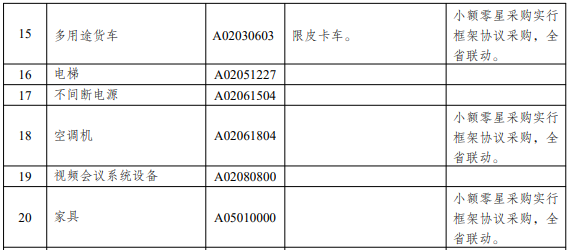 15 多用途货车 A02030603 限皮卡车。 小额零星采购实行
框架协议采购，全
省联动。
16 电梯 A02051227
17 不间断电源 A02061504
18 空调机 A02061804 小额零星采购实行
框架协议采购，全
省联动。
19 视频会议系统设备 A02080800
20 家具 A05010000 小额零星采购实行
框架协议采购，全
省联动。